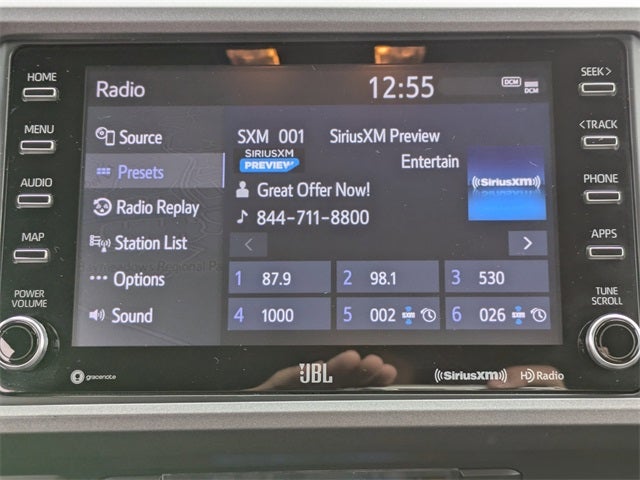 HOME
MENU
AUDIO
MAP
POWER
VOLUME
Radio
12:55
DCM
DCM
Source
Presets
Radio Replay
Station List
Options
Sound
SXM 001 SiriusXM Preview
SIRIUSXM
PREVIEW
Entertain
Great Offer Now!
844-711-8800
((SiriusXM))
<
>
1 87.9
2 98.1
3 530
4 1000
5 002 SXM
6 026 SXM
SEEK >
< TRACK
PHONE
APPS
TUNE
SCROLL
gracenote
JBL
((SiriusXM))
HD Radio